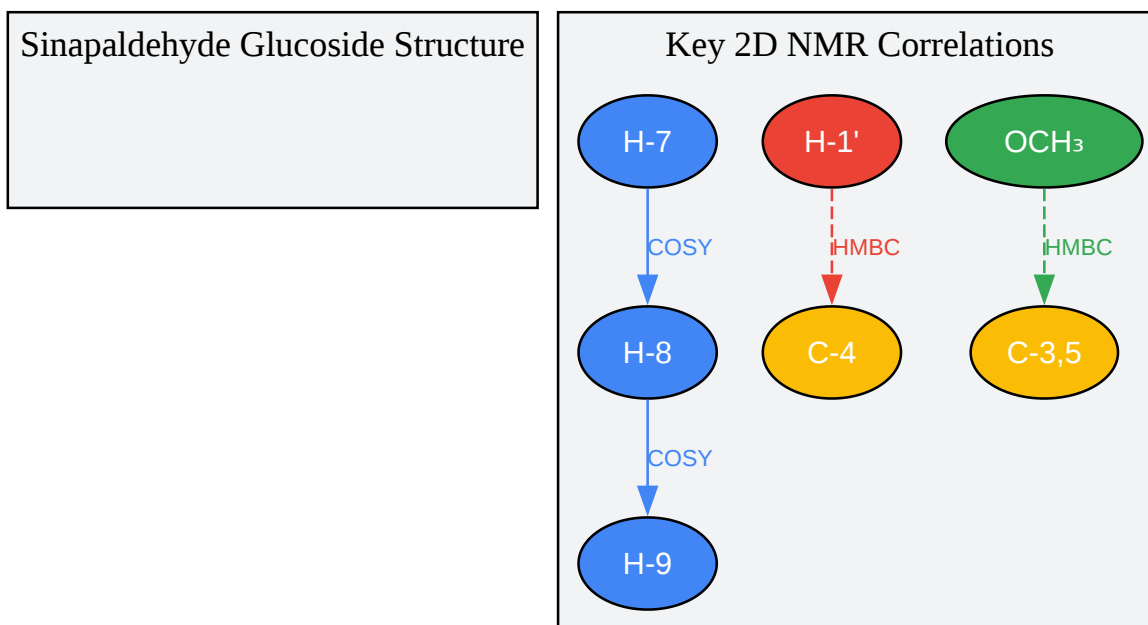 Sinapaldehyde Glucoside Structure
Key 2D NMR Correlations
H-7
H-1'
OCH₃
COSY
HMBC
HMBC
H-8
C-4
C-3,5
COSY
H-9